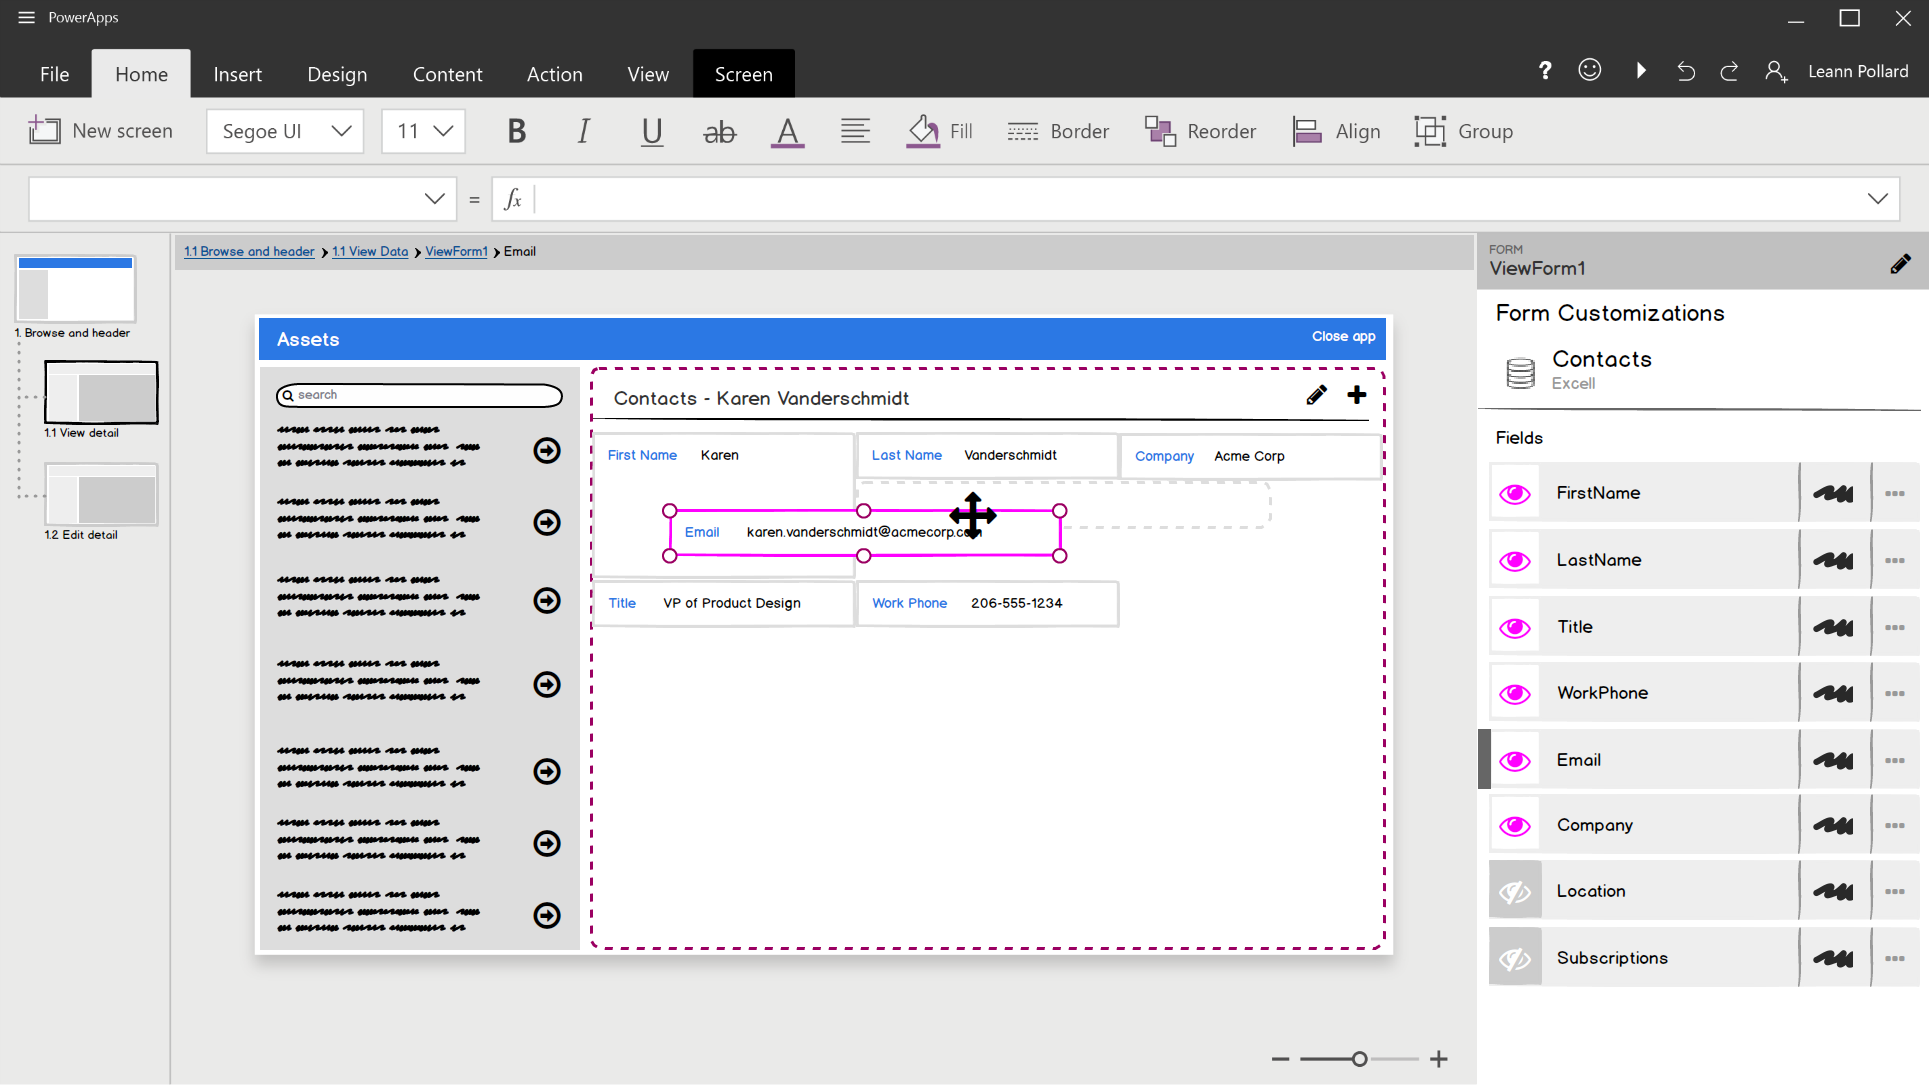 PowerApps
File Home Insert Design Content Action View Screen ? Leann Pollard
New screen Segoe UI 11 B I U ab A Fill Border Reorder Align Group
= fx
1.1 Browse and header 1.1 View Data ViewForm1 Email
1. Browse and header
1.1 View detail
1.2 Edit detail
Assets Close app
search
Contacts - Karen Vanderschmidt
First Name Karen Last Name Vanderschmidt Company Acme Corp
Email karen.vanderschmidt@acmecorp.com
Title VP of Product Design Work Phone 206-555-1234
FORM
ViewForm1
Form Customizations
Contacts
Excell
Fields
FirstName
LastName
Title
WorkPhone
Email
Company
Location
Subscriptions